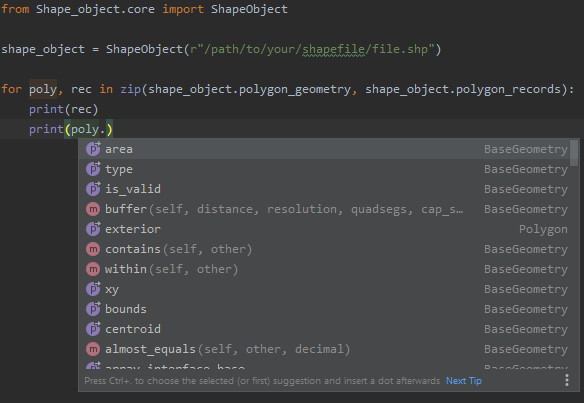 from Shape_object.core import ShapeObject
shape_object = ShapeObject(r"/path/to/your/shapefile/file.shp")
for poly, rec in zip(shape_object.polygon_geometry, shape_object.polygon_records):
print(rec)
print(poly.)
area BaseGeometry
type BaseGeometry
is_valid BaseGeometry
buffer(self, distance, resolution, quadsegs, cap_s… BaseGeometry
exterior Polygon
contains(self, other) BaseGeometry
within(self, other) BaseGeometry
xy BaseGeometry
bounds BaseGeometry
centroid BaseGeometry
almost_equals(self, other, decimal) BaseGeometry
array_interface_base BaseGeometry
Press Ctrl+. to choose the selected (or first) suggestion and insert a dot afterwards Next Tip